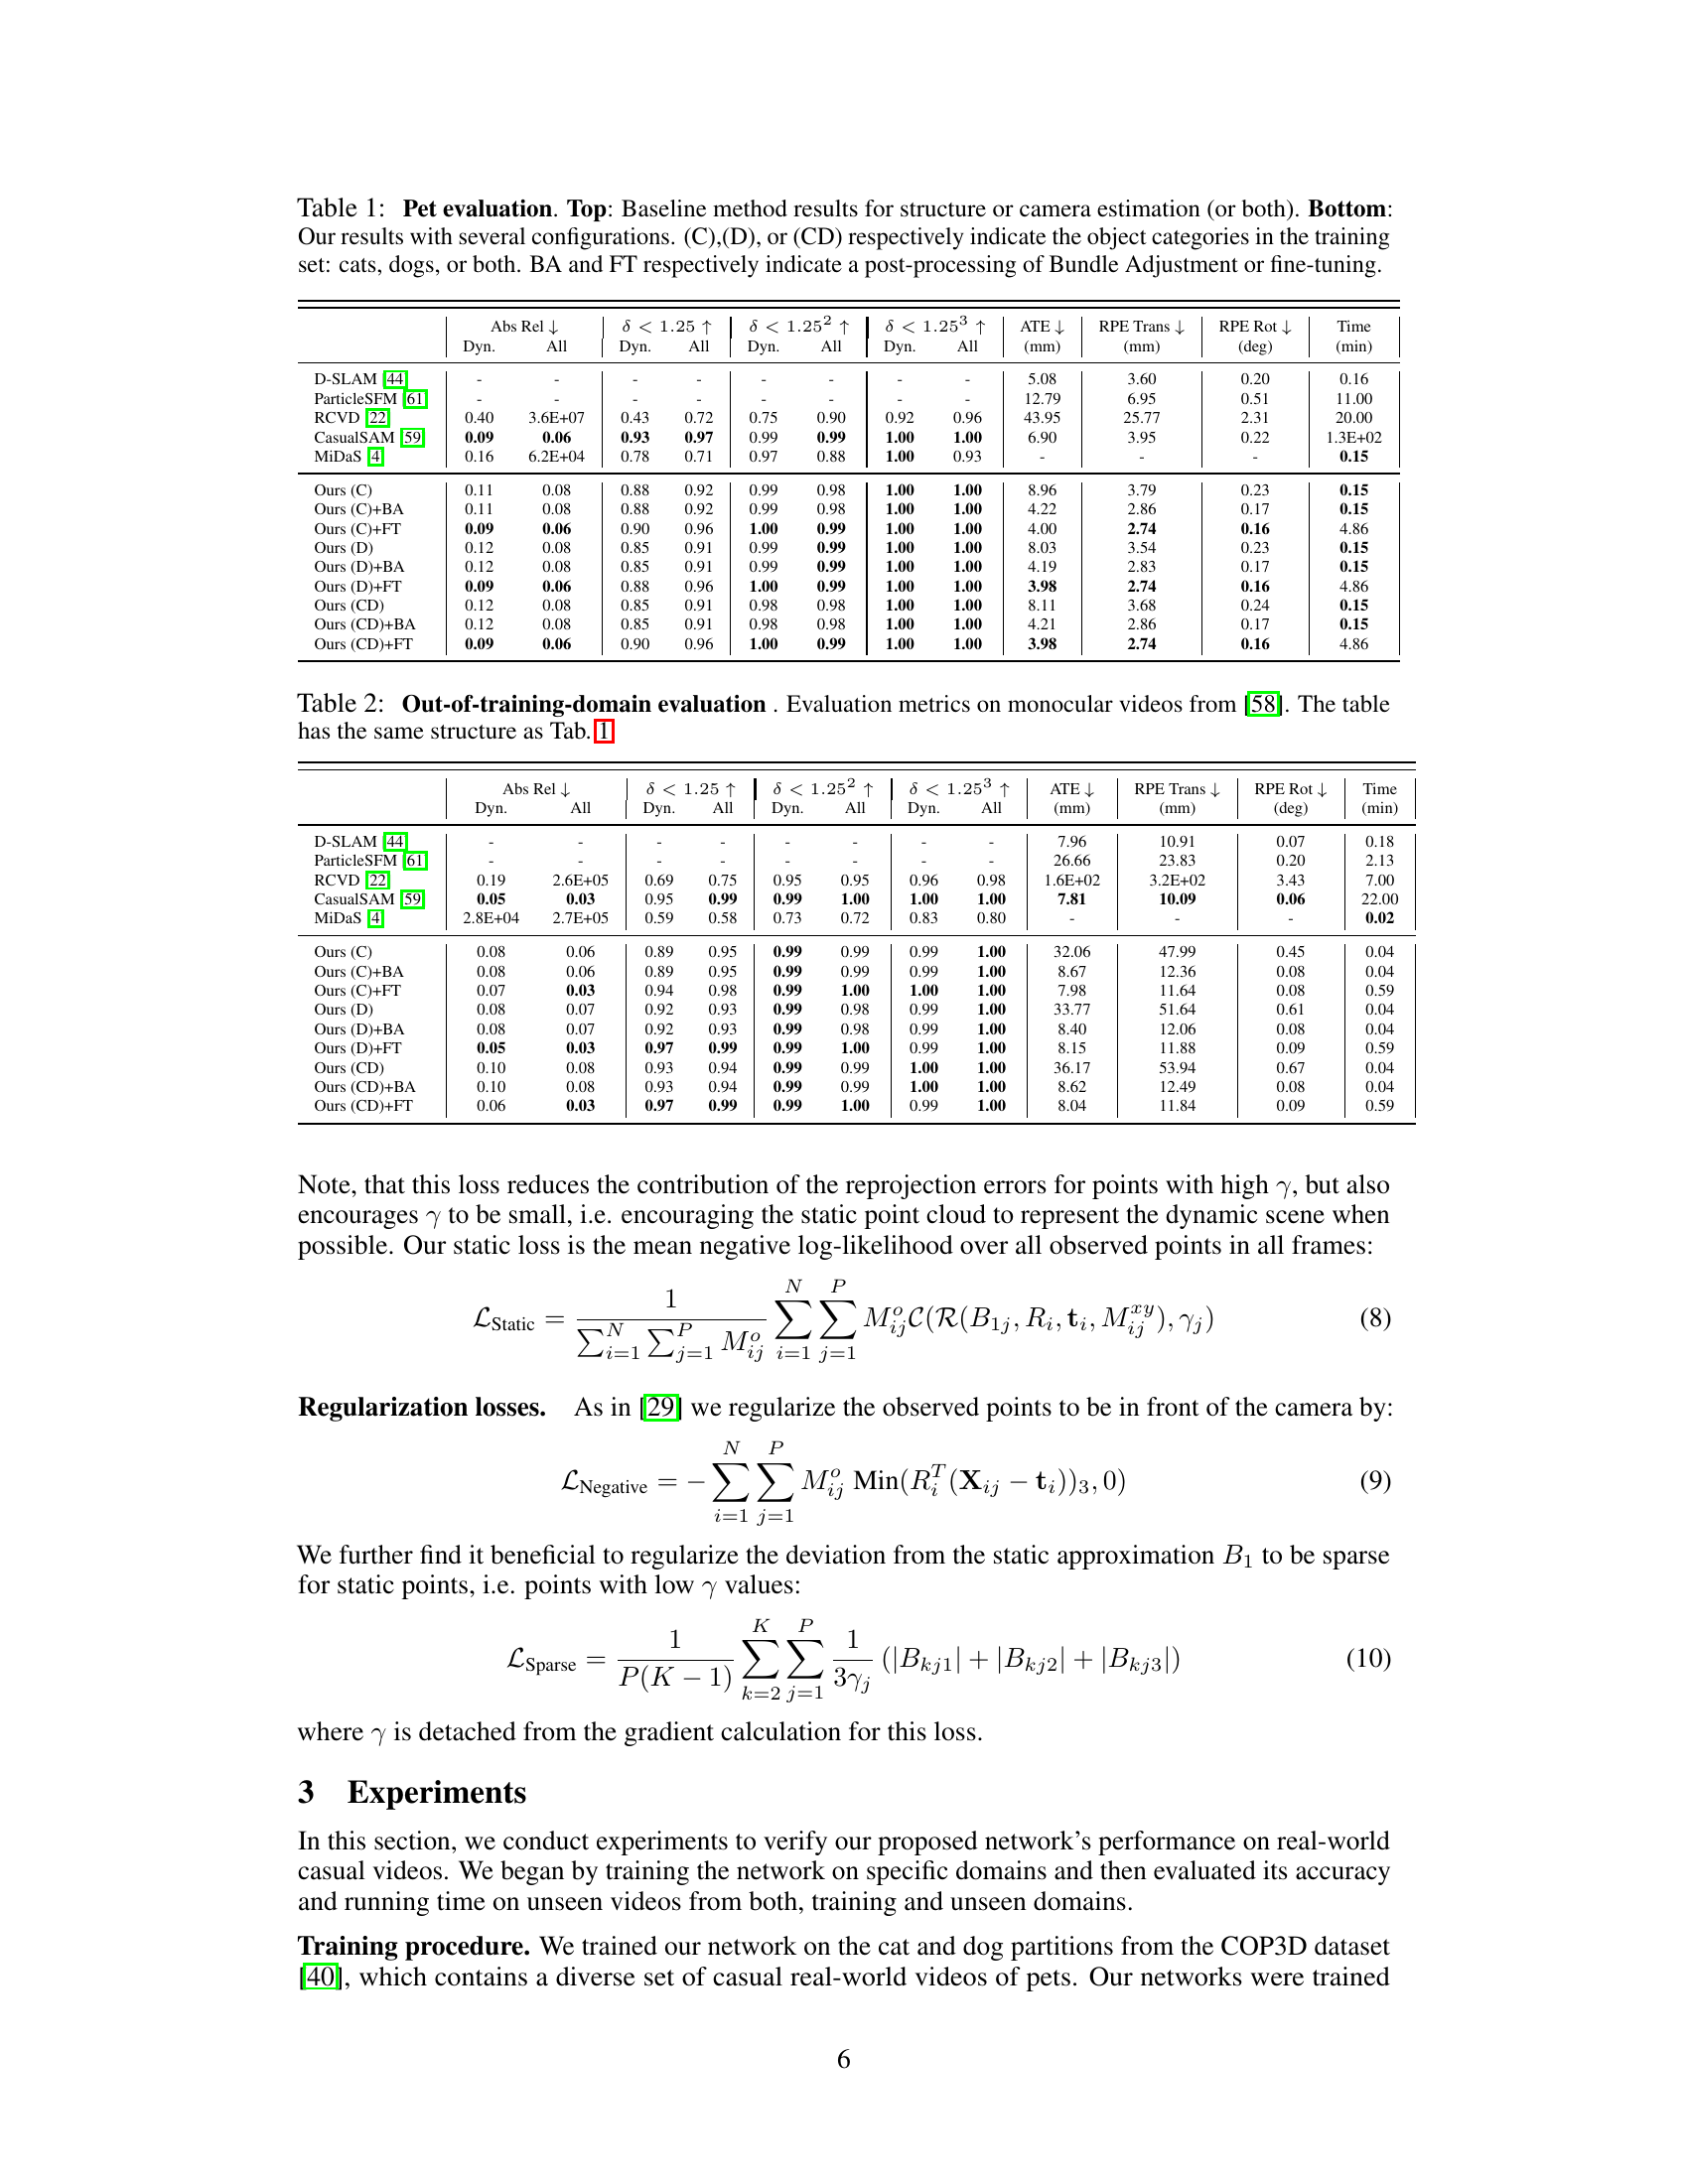 Table 1: Pet evaluation. Top: Baseline method results for structure or camera estimation (or both). Bottom:
Our results with several configurations. (C),(D), or (CD) respectively indicate the object categories in the training
set: cats, dogs, or both. BA and FT respectively indicate a post-processing of Bundle Adjustment or fine-tuning.
Abs Rel ↓ δ < 1.25 ↑ δ < 1.25² ↑ δ < 1.25³ ↑ ATE ↓ RPE Trans ↓ RPE Rot ↓ Time
Dyn. All Dyn. All Dyn. All Dyn. All (mm) (mm) (deg) (min)
D-SLAM [44] - - - - - - - - 5.08 3.60 0.20 0.16
ParticleSFM [61] - - - - - - - - 12.79 6.95 0.51 11.00
RCVD [22] 0.40 3.6E+07 0.43 0.72 0.75 0.90 0.92 0.96 43.95 25.77 2.31 20.00
CasualSAM [59] 0.09 0.06 0.93 0.97 0.99 0.99 1.00 1.00 6.90 3.95 0.22 1.3E+02
MiDaS [4] 0.16 6.2E+04 0.78 0.71 0.97 0.88 1.00 0.93 - - - 0.15
Ours (C) 0.11 0.08 0.88 0.92 0.99 0.98 1.00 1.00 8.96 3.79 0.23 0.15
Ours (C)+BA 0.11 0.08 0.88 0.92 0.99 0.98 1.00 1.00 4.22 2.86 0.17 0.15
Ours (C)+FT 0.09 0.06 0.90 0.96 1.00 0.99 1.00 1.00 4.00 2.74 0.16 4.86
Ours (D) 0.12 0.08 0.85 0.91 0.99 0.99 1.00 1.00 8.03 3.54 0.23 0.15
Ours (D)+BA 0.12 0.08 0.85 0.91 0.99 0.99 1.00 1.00 4.19 2.83 0.17 0.15
Ours (D)+FT 0.09 0.06 0.88 0.96 1.00 0.99 1.00 1.00 3.98 2.74 0.16 4.86
Ours (CD) 0.12 0.08 0.85 0.91 0.98 0.98 1.00 1.00 8.11 3.68 0.24 0.15
Ours (CD)+BA 0.12 0.08 0.85 0.91 0.98 0.98 1.00 1.00 4.21 2.86 0.17 0.15
Ours (CD)+FT 0.09 0.06 0.90 0.96 1.00 0.99 1.00 1.00 3.98 2.74 0.16 4.86
Table 2: Out-of-training-domain evaluation . Evaluation metrics on monocular videos from [58]. The table
has the same structure as Tab. 1
Abs Rel ↓ δ < 1.25 ↑ δ < 1.25² ↑ δ < 1.25³ ↑ ATE ↓ RPE Trans ↓ RPE Rot ↓ Time
Dyn. All Dyn. All Dyn. All Dyn. All (mm) (mm) (deg) (min)
D-SLAM [44] - - - - - - - - 7.96 10.91 0.07 0.18
ParticleSFM [61] - - - - - - - - 26.66 23.83 0.20 2.13
RCVD [22] 0.19 2.6E+05 0.69 0.75 0.95 0.95 0.96 0.98 1.6E+02 3.2E+02 3.43 7.00
CasualSAM [59] 0.05 0.03 0.95 0.99 0.99 1.00 1.00 1.00 7.81 10.09 0.06 22.00
MiDaS [4] 2.8E+04 2.7E+05 0.59 0.58 0.73 0.72 0.83 0.80 - - - 0.02
Ours (C) 0.08 0.06 0.89 0.95 0.99 0.99 0.99 1.00 32.06 47.99 0.45 0.04
Ours (C)+BA 0.08 0.06 0.89 0.95 0.99 0.99 0.99 1.00 8.67 12.36 0.08 0.04
Ours (C)+FT 0.07 0.03 0.94 0.98 0.99 1.00 1.00 1.00 7.98 11.64 0.08 0.59
Ours (D) 0.08 0.07 0.92 0.93 0.99 0.98 0.99 1.00 33.77 51.64 0.61 0.04
Ours (D)+BA 0.08 0.07 0.92 0.93 0.99 0.98 0.99 1.00 8.40 12.06 0.08 0.04
Ours (D)+FT 0.05 0.03 0.97 0.99 0.99 1.00 0.99 1.00 8.15 11.88 0.09 0.59
Ours (CD) 0.10 0.08 0.93 0.94 0.99 0.99 1.00 1.00 36.17 53.94 0.67 0.04
Ours (CD)+BA 0.10 0.08 0.93 0.94 0.99 0.99 1.00 1.00 8.62 12.49 0.08 0.04
Ours (CD)+FT 0.06 0.03 0.97 0.99 0.99 1.00 0.99 1.00 8.04 11.84 0.09 0.59
Note, that this loss reduces the contribution of the reprojection errors for points with high γ, but also
encourages γ to be small, i.e. encouraging the static point cloud to represent the dynamic scene when
possible. Our static loss is the mean negative log-likelihood over all observed points in all frames:
L_Static = 1 / (∑_{i=1}^N ∑_{j=1}^P M_{ij}^o) ∑_{i=1}^N ∑_{j=1}^P M_{ij}^o C(R(B_{1j}, R_i, t_i, M_{ij}^{xy}), γ_j) (8)
Regularization losses. As in [29] we regularize the observed points to be in front of the camera by:
L_Negative = − ∑_{i=1}^N ∑_{j=1}^P M_{ij}^o Min(R_i^T(X_{ij} − t_i))_3, 0) (9)
We further find it beneficial to regularize the deviation from the static approximation B_1 to be sparse
for static points, i.e. points with low γ values:
L_Sparse = 1 / (P(K − 1)) ∑_{k=2}^K ∑_{j=1}^P 1 / (3γ_j) (|B_{kj1}| + |B_{kj2}| + |B_{kj3}|) (10)
where γ is detached from the gradient calculation for this loss.
3 Experiments
In this section, we conduct experiments to verify our proposed network's performance on real-world
casual videos. We began by training the network on specific domains and then evaluated its accuracy
and running time on unseen videos from both, training and unseen domains.
Training procedure. We trained our network on the cat and dog partitions from the COP3D dataset
[40], which contains a diverse set of casual real-world videos of pets. Our networks were trained
6